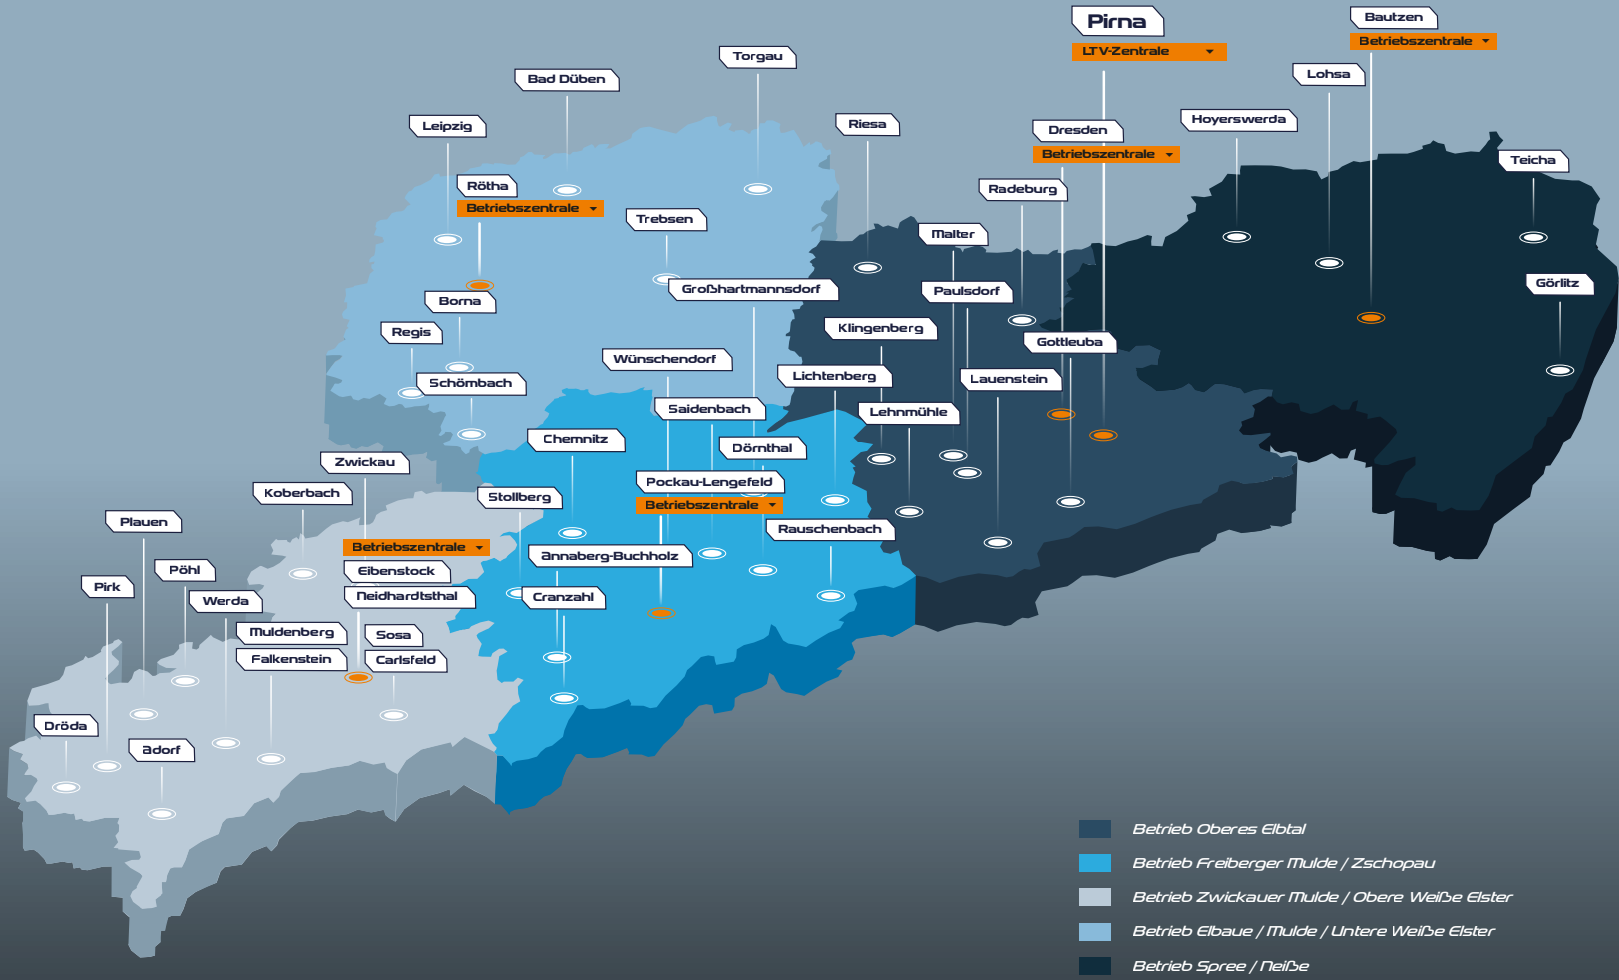 Pirna
LTV-Zentrale
Bautzen
Betriebszentrale
Torgau
Bad Düben
Lohsa
Leipzig
Riesa
Hoyerswerda
Dresden
Betriebszentrale
Teicha
Rötha
Betriebszentrale
Radeburg
Trebsen
Malter
Großhartmannsdorf
Paulsdorf
Görlitz
Borna
Regis
Klingenberg
Gottleuba
Wünschendorf
Schömbach
Lichtenberg
Lauenstein
Saidenbach
Lehnmühle
Chemnitz
Dörnthal
Zwickau
Pockau-Lengefeld
Betriebszentrale
Koberbach
Stollberg
Plauen
Rauschenbach
Betriebszentrale
Annaberg-Buchholz
Pöhl
Eibenstock
Pirk
Werda
Neidhardtsthal
Cranzahl
Muldenberg
Sosa
Falkenstein
Carlsfeld
Dröda
Adorf
Betrieb Oberes Elbtal
Betrieb Freiberger Mulde / Zschopau
Betrieb Zwickauer Mulde / Obere Weiße Elster
Betrieb Elbaue / Mulde / Untere Weiße Elster
Betrieb Spree / Neiße